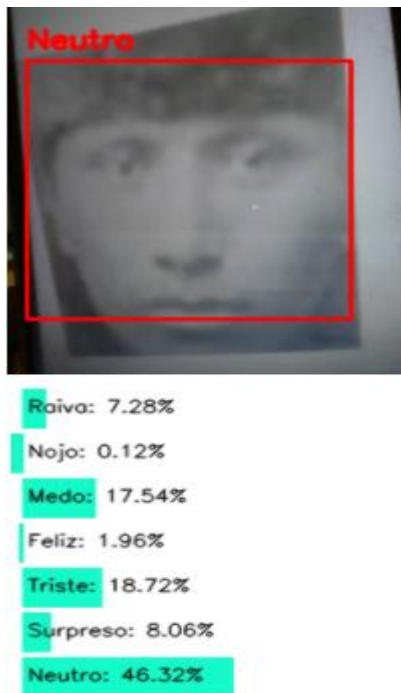 Neutro
Raiva: 7.28%
Nojo: 0.12%
Medo: 17.54%
Feliz: 1.96%
Triste: 18.72%
Surpreso: 8.06%
Neutro: 46.32%